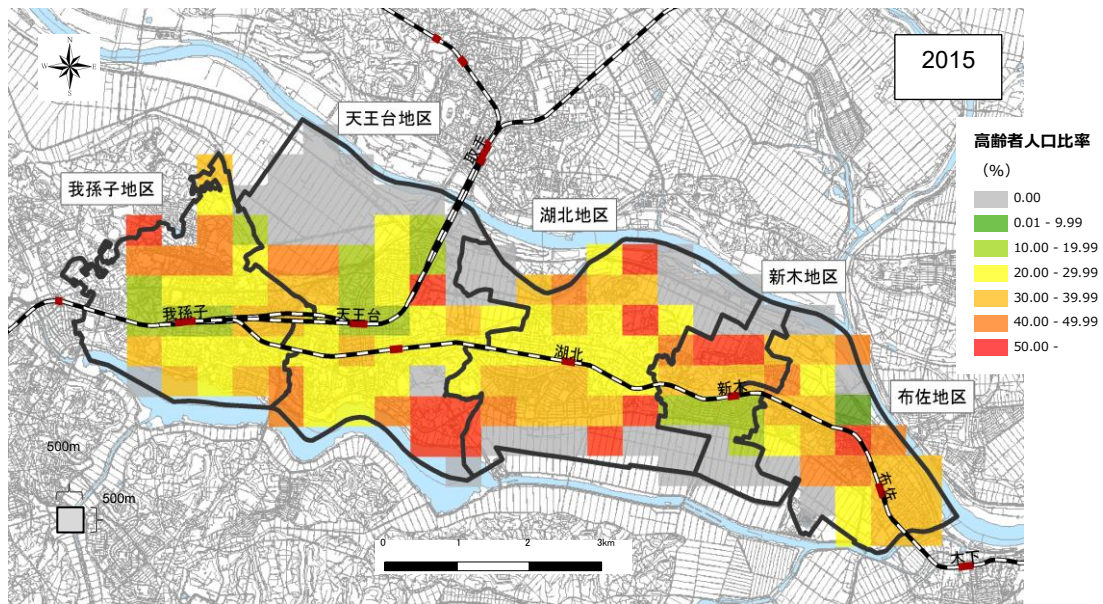 2015
N
W
E
S
天王台地区
取手
我孫子地区
湖北地区
新木地区
布佐地区
高齢者人口比率
(%)
0.00
0.01 - 9.99
10.00 - 19.99
20.00 - 29.99
30.00 - 39.99
40.00 - 49.99
50.00 -
我孫子
天王台
湖北
新木
布佐
木下
500m
500m
0
1
2
3km